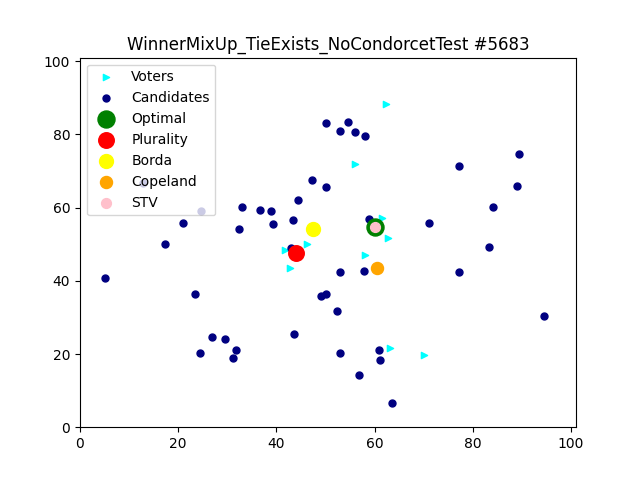 WinnerMixUp_TieExists_NoCondorcetTest #5683
100
80
60
40
20
0
Voters
Candidates
Optimal
Plurality
Borda
Copeland
STV
0 20 40 60 80 100